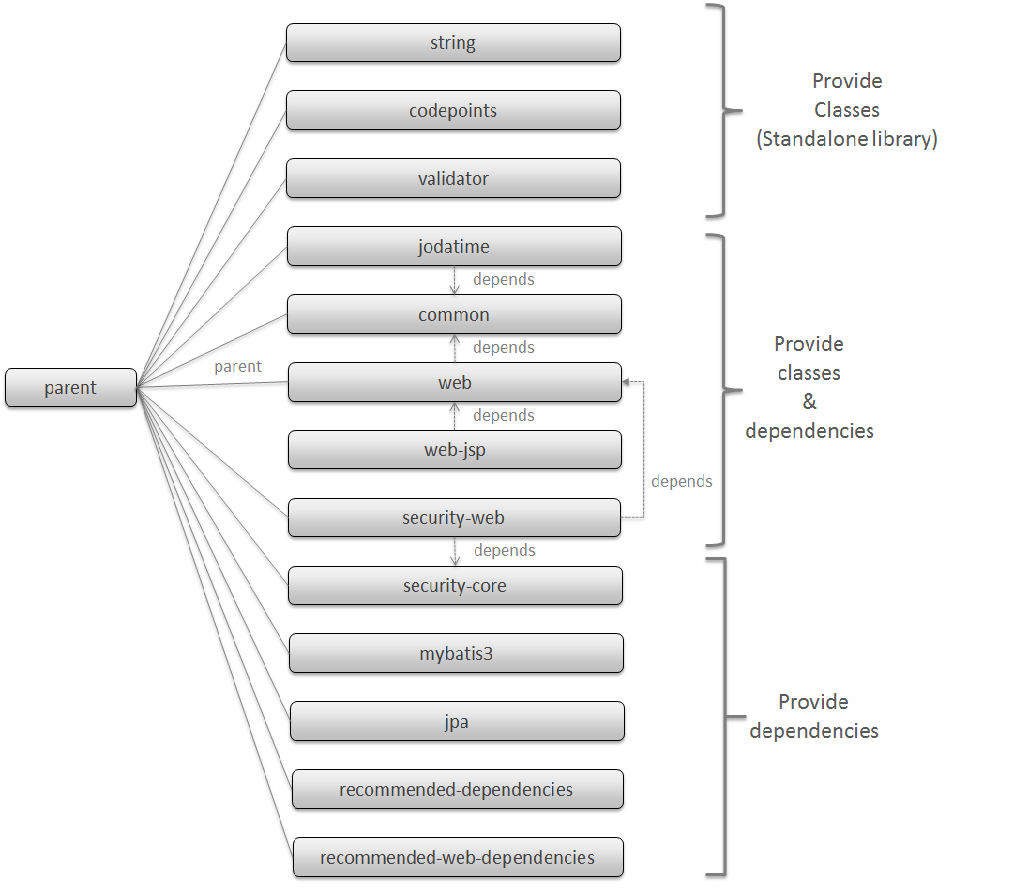 string
codepoints
validator
jodatime
depends
common
depends
parent
web
parent
depends
web-jsp
depends
security-web
depends
security-core
mybatis3
jpa
recommended-dependencies
recommended-web-dependencies
Provide
Classes
(Standalone library)
Provide
classes
&
dependencies
Provide
dependencies